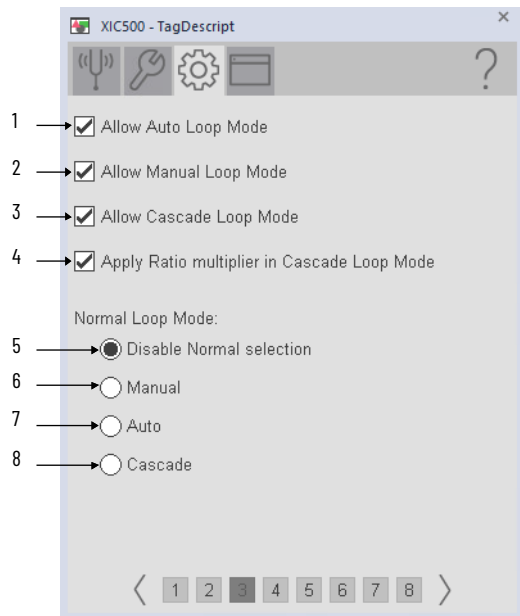 XIC500 - TagDescript
1 Allow Auto Loop Mode
2 Allow Manual Loop Mode
3 Allow Cascade Loop Mode
4 Apply Ratio multiplier in Cascade Loop Mode
Normal Loop Mode:
5 Disable Normal selection
6 Manual
7 Auto
8 Cascade
1 2 3 4 5 6 7 8